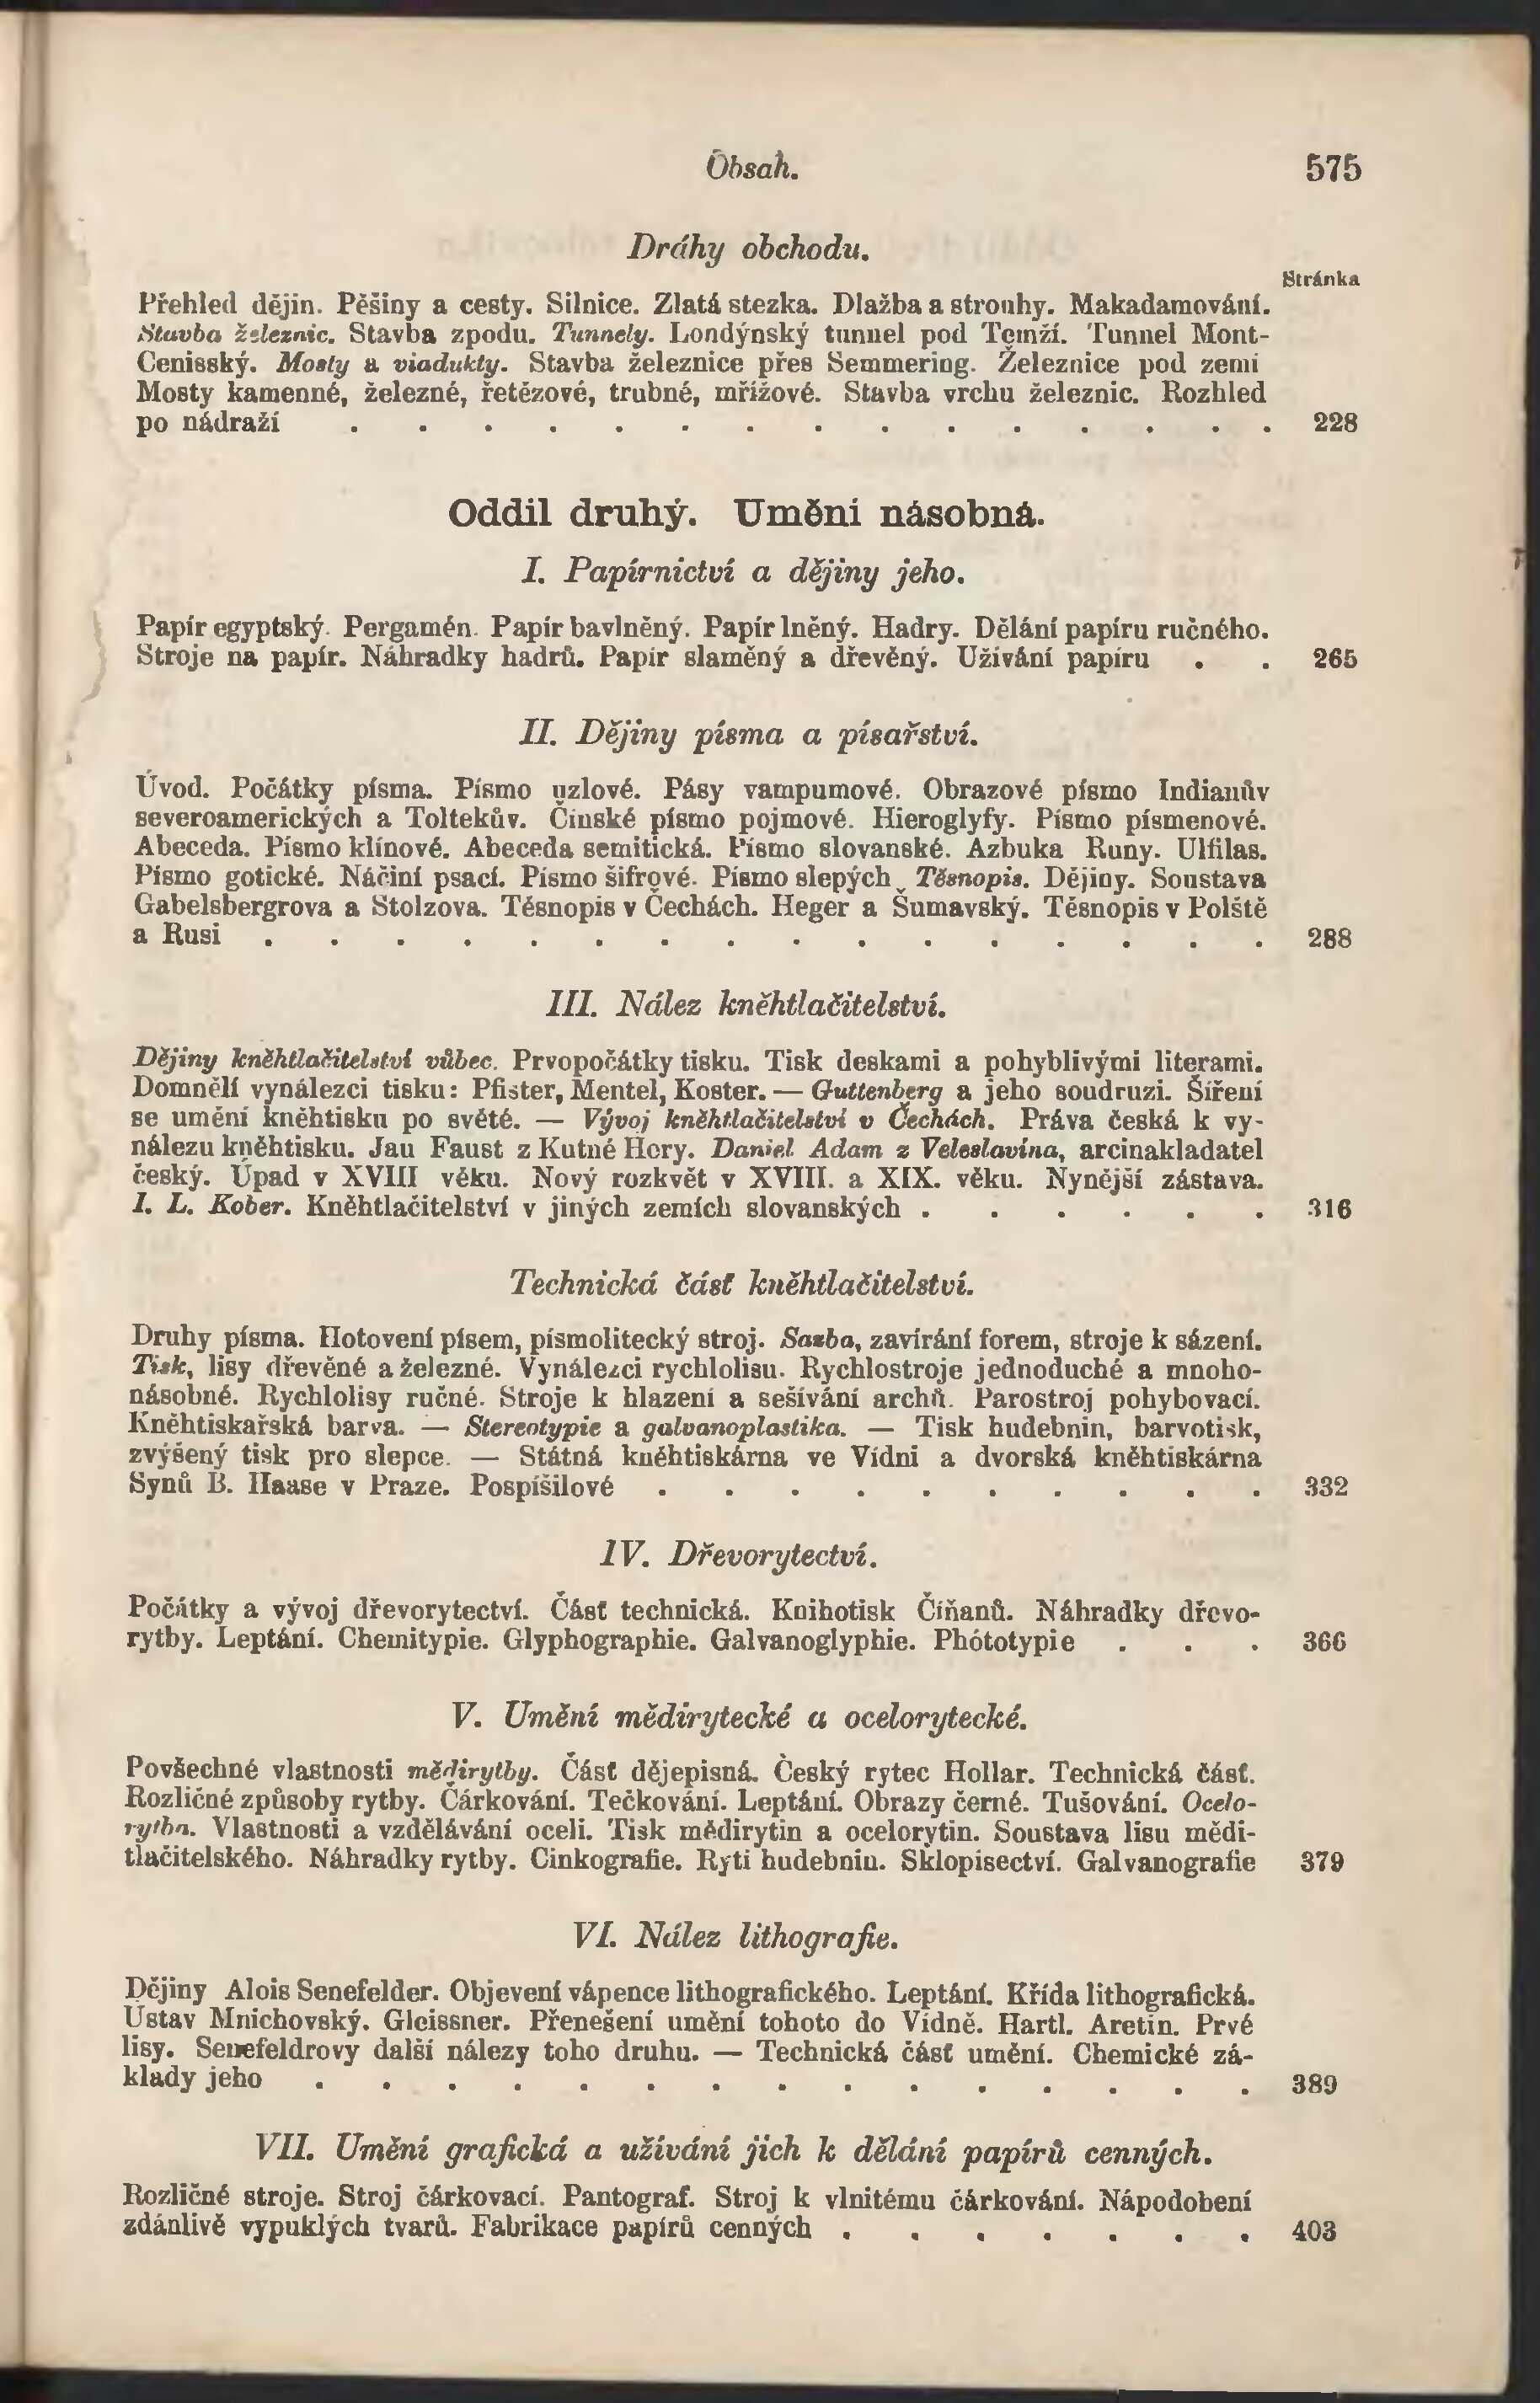 Obsah. 575
Dráhy obchodu.
Stránka
Přehled dějin. Pěšiny a cesty. Silnice. Zlatá stezka. Dlažba a strouhy. Makadamování.
Stavba železnic. Stavba zpodu. Tunnely. Londýnský tunnel pod Temží. Tunnel Mont-
Cenisský. Mosty a viadukty. Stavba železnice přes Semmering. Železnice pod zemí
Mosty kamenné, železné, řetězové, trubné, mřížové. Stavba vrchu železnic. Rozhled
po nádraží . . . . . . . . . . . . . . . 228
Oddíl druhý. Umění násobná.
I. Papírnictví a dějiny jeho.
Papír egyptský. Pergamén. Papír bavlněný. Papír lněný. Hadry. Dělání papíru ručného.
Stroje na papír. Náhradky hadrů. Papír slaměný a dřevěný. Užívání papíru . . 265
II. Dějiny písma a písařství.
Úvod. Počátky písma. Písmo uzlové. Pásy vampumové. Obrazové písmo Indianův
severoamerických a Toltekův. Čínské písmo pojmové. Hieroglyfy. Písmo písmenové.
Abeceda. Písmo klínové. Abeceda semitická. Písmo slovanské. Azbuka Runy. Ulfilas.
Písmo gotické. Náčiní psací. Písmo šifrové. Písmo slepých. Těsnopis. Dějiny. Soustava
Gabelsbergrova a Stolzova. Těsnopis v Čechách. Heger a Šumavský. Těsnopis v Polště
a Rusi . . . . . . . . . . . . . . . . 288
III. Nález kněhtlačitelství.
Dějiny kněhtlačitelství vůbec. Prvopočátky tisku. Tisk deskami a pohyblivými literami.
Domnělí vynálezci tisku: Pfister, Mentel, Koster. — Guttenberg a jeho soudruzi. Šíření
se umění kněhtisku po světě. — Vývoj kněhtlačitelství v Čechách. Práva česká k vy-
nálezu kněhtisku. Jan Faust z Kutné Hory. Daniel Adam z Veleslavína, arcinakladatel
český. Úpad v XVIII věku. Nový rozkvět v XVIII. a XIX. věku. Nynější zástava.
I. L. Kober. Kněhtlačitelství v jiných zemích slovanských . . . . . . 316
Technická část kněhtlačitelství.
Druhy písma. Hotovení písem, písmolitecký stroj. Sazba, zavírání forem, stroje k sázení.
Tisk, lisy dřevěné a železné. Vynálezci rychlolisu. Rychlostroje jednoduché a mnoho-
násobné. Rychlolisy ručné. Stroje k hlazení a sešívání archů. Parostroj pohybovací.
Kněhtiskařská barva. — Stereotypie a galvanoplastika. — Tisk hudebnin, barvotisk,
zvýšený tisk pro slepce. — Státná kněhtiskárna ve Vídni a dvorská kněhtiskárna
Synů B. Haase v Praze. Pospíšilové . . . . . . . . . . 332
IV. Dřevorytectví.
Počátky a vývoj dřevorytectví. Část technická. Knihotisk Číňanů. Náhradky dřevo-
rytby. Leptání. Chemitypie. Glyphographie. Galvanoglyphie. Phototypie . . . 366
V. Umění mědirytecké a ocelorytecké.
Povšechné vlastnosti mědirytby. Část dějepisná. Český rytec Hollar. Technická část.
Rozličné způsoby rytby. Čárkování. Tečkování. Leptání. Obrazy černé. Tušování. Ocelo-
rytba. Vlastnosti a vzdělávání oceli. Tisk mědirytin a ocelorytin. Soustava lisu mědi-
tlačitelského. Náhradky rytby. Cinkografie. Rytí hudebnin. Sklopisectví. Galvanografie 379
VI. Nález lithografie.
Dějiny Alois Senefelder. Objevení vápence lithografického. Leptání. Křída lithografická.
Ústav Mnichovský. Gleissner. Přenešení umění tohoto do Vídně. Hartl. Aretin. Prvé
lisy. Senefeldrovy další nálezy toho druhu. — Technická část umění. Chemické zá-
klady jeho . . . . . . . . . . . . . . . 389
VII. Umění grafická a užívání jich k dělání papírů cenných.
Rozličné stroje. Stroj čárkovací. Pantograf. Stroj k vlnitému čárkování. Nápodobení
zdánlivě vypuklých tvarů. Fabrikace papírů cenných . . . . . . . 403